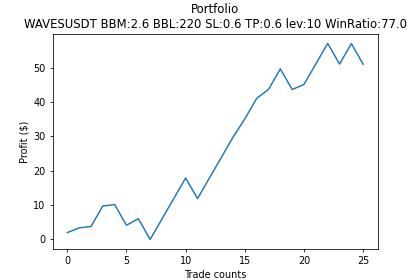 Portfolio
WAVESUSDT BBM:2.6 BBL:220 SL:0.6 TP:0.6 lev:10 WinRatio:77.0
Profit ($)
50
40
30
20
10
0
0 5 10 15 20 25
Trade counts